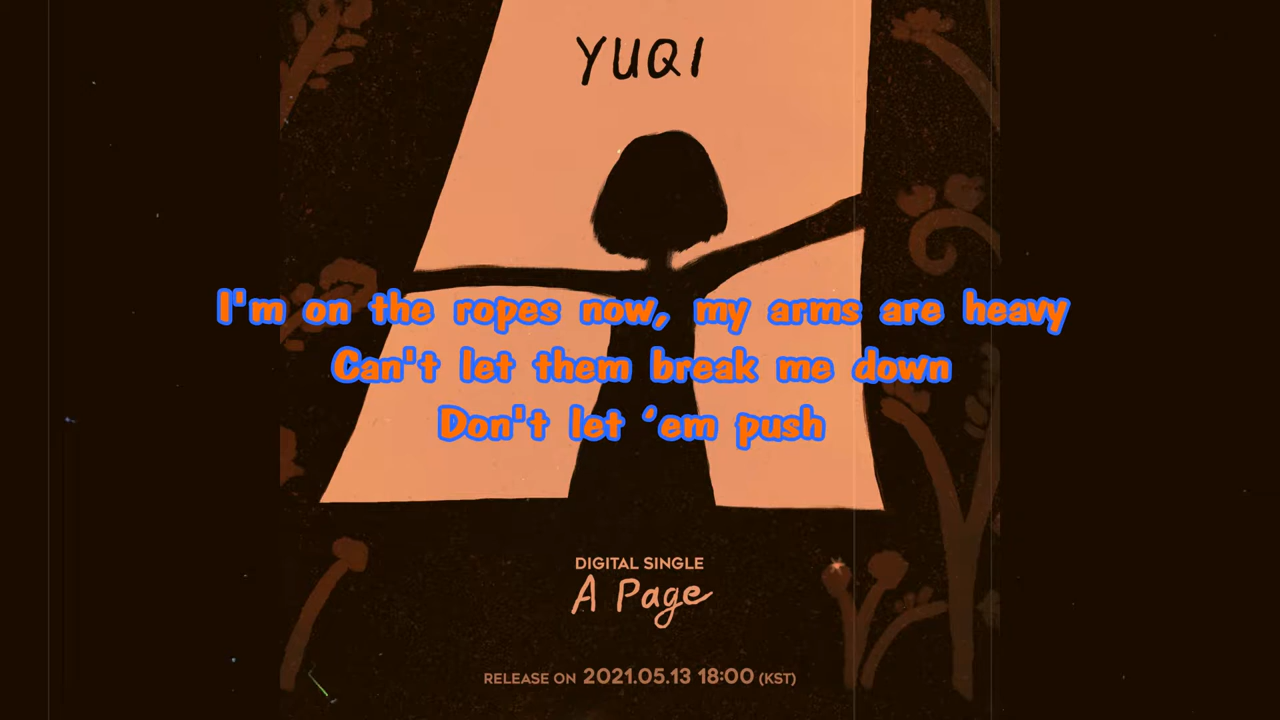 YUQI
I'm on the ropes now, my arms are heavy
Can't let them break me down
Don't let ‘em push
DIGITAL SINGLE
A Page
RELEASE ON 2021.05.13 18:00 (KST)